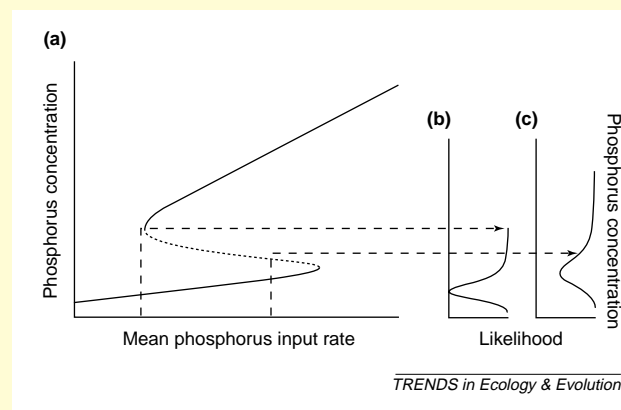 (a)
Phosphorus concentration
Mean phosphorus input rate
(b)
(c)
Likelihood
Phosphorus concentration
TRENDS in Ecology & Evolution